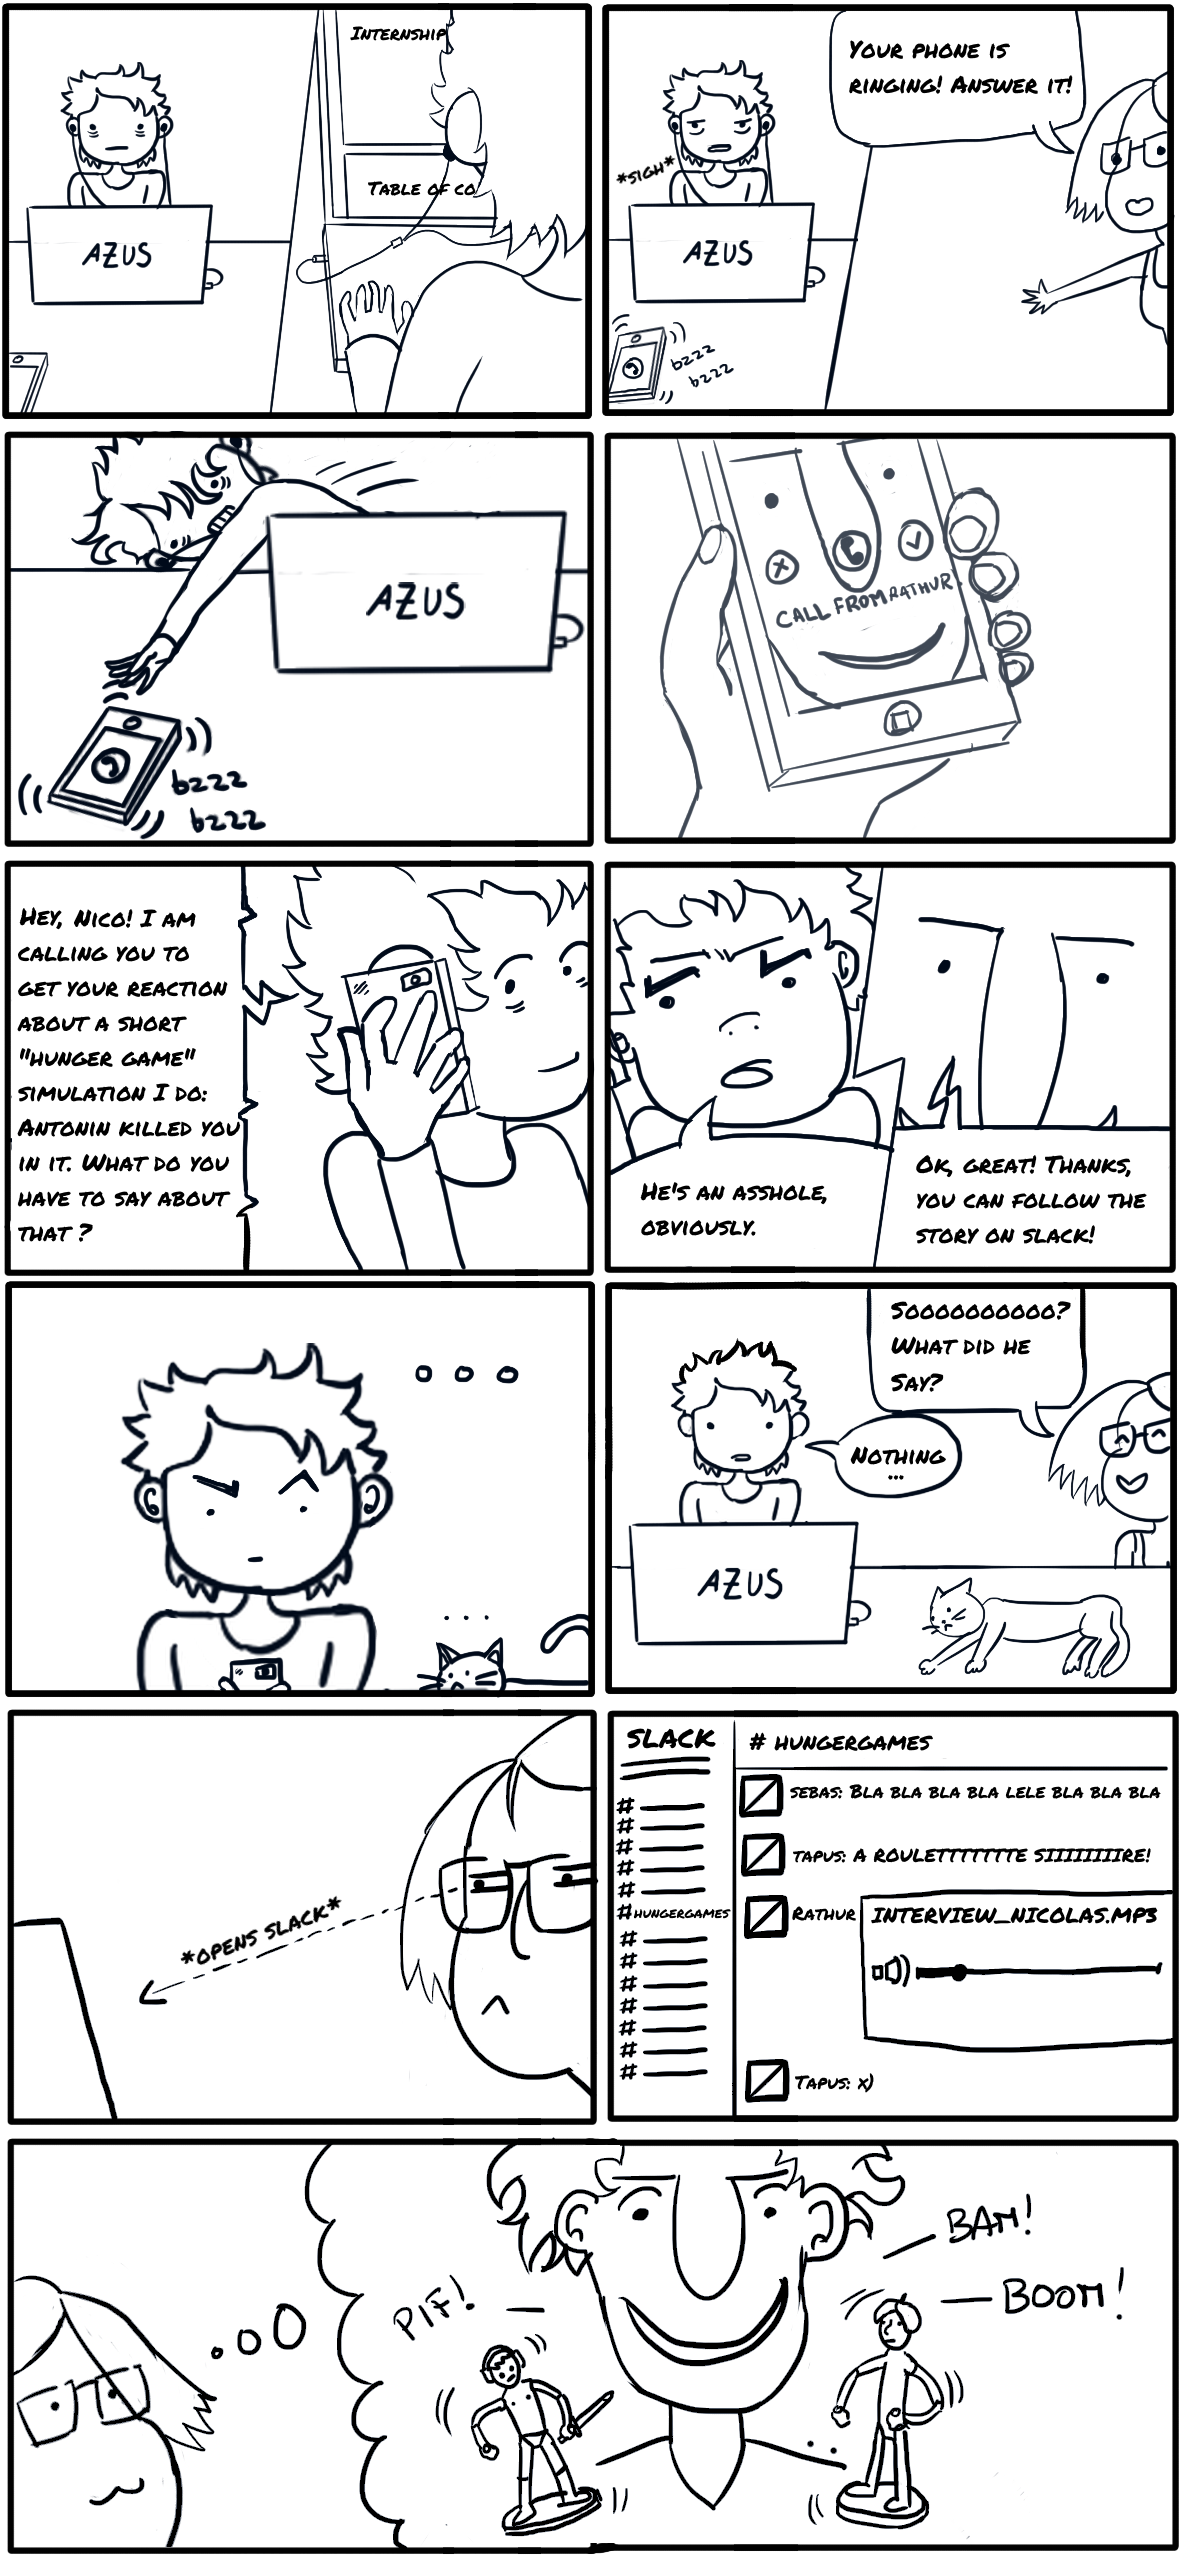 INTERNSHIP
TABLE OF CO
AZUS
YOUR PHONE IS
RINGING! ANSWER IT!
*SIGH*
AZUS
bzzz
bzzz
AZUS
bzzz
bzzz
CALL FROM RATHUR
HEY, NICO! I AM
CALLING YOU TO
GET YOUR REACTION
ABOUT A SHORT
"HUNGER GAME"
SIMULATION I DO:
ANTONIN KILLED YOU
IN IT. WHAT DO YOU
HAVE TO SAY ABOUT
THAT ?
HE'S AN ASSHOLE,
OBVIOUSLY.
OK, GREAT! THANKS,
YOU CAN FOLLOW THE
STORY ON SLACK!
...
SOOOOOOOOOO?
WHAT DID HE
SAY?
NOTHING
...
AZUS
*OPENS SLACK*
SLACK
# HUNGERGAMES
SEBAS: BLA BLA BLA BLA LELE BLA BLA BLA
TAPUS: A ROULETTTTTTTE SIIIIIIIIRE!
#HUNGERGAMES
RATHUR
INTERVIEW_NICOLAS.MP3
TAPUS: X)
PIF!
BAM!
BOOM!